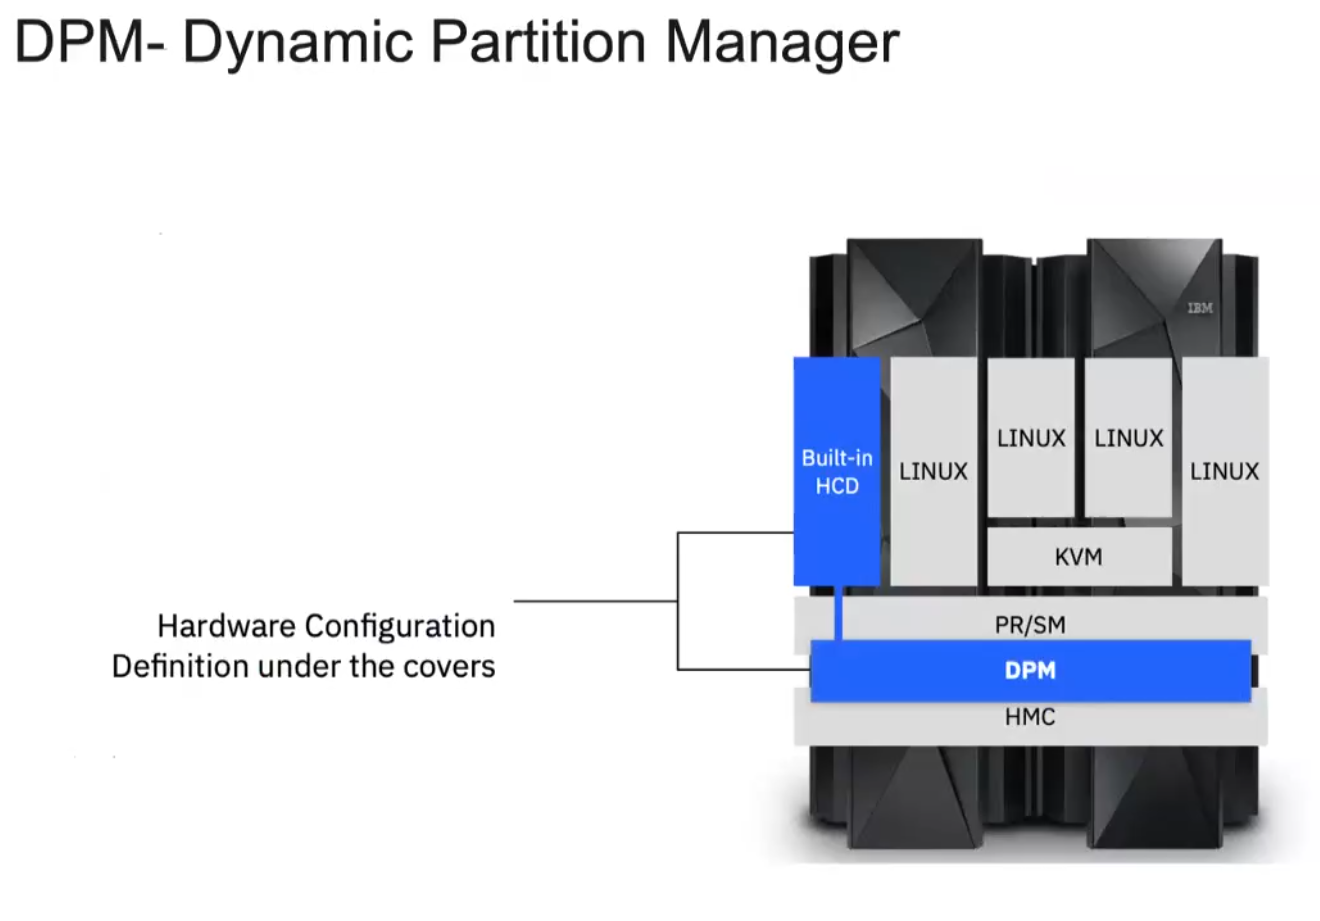 DPM- Dynamic Partition Manager
IBM
Built-in
HCD
LINUX
LINUX
LINUX
LINUX
KVM
PR/SM
DPM
HMC
Hardware Configuration
Definition under the covers